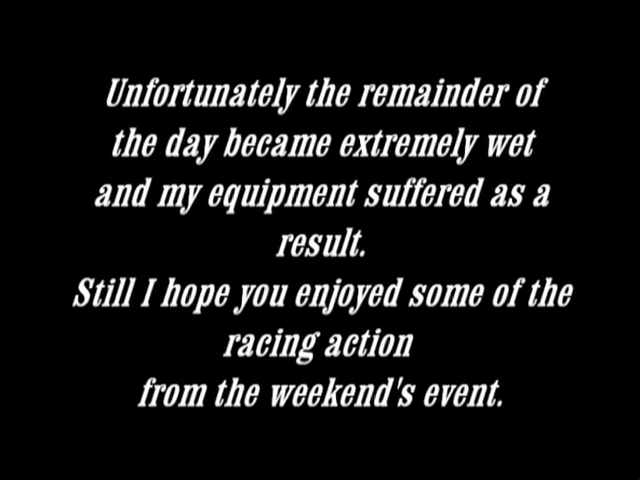 Unfortunately the remainder of
the day became extremely wet
and my equipment suffered as a
result.
Still I hope you enjoyed some of the
racing action
from the weekend's event.